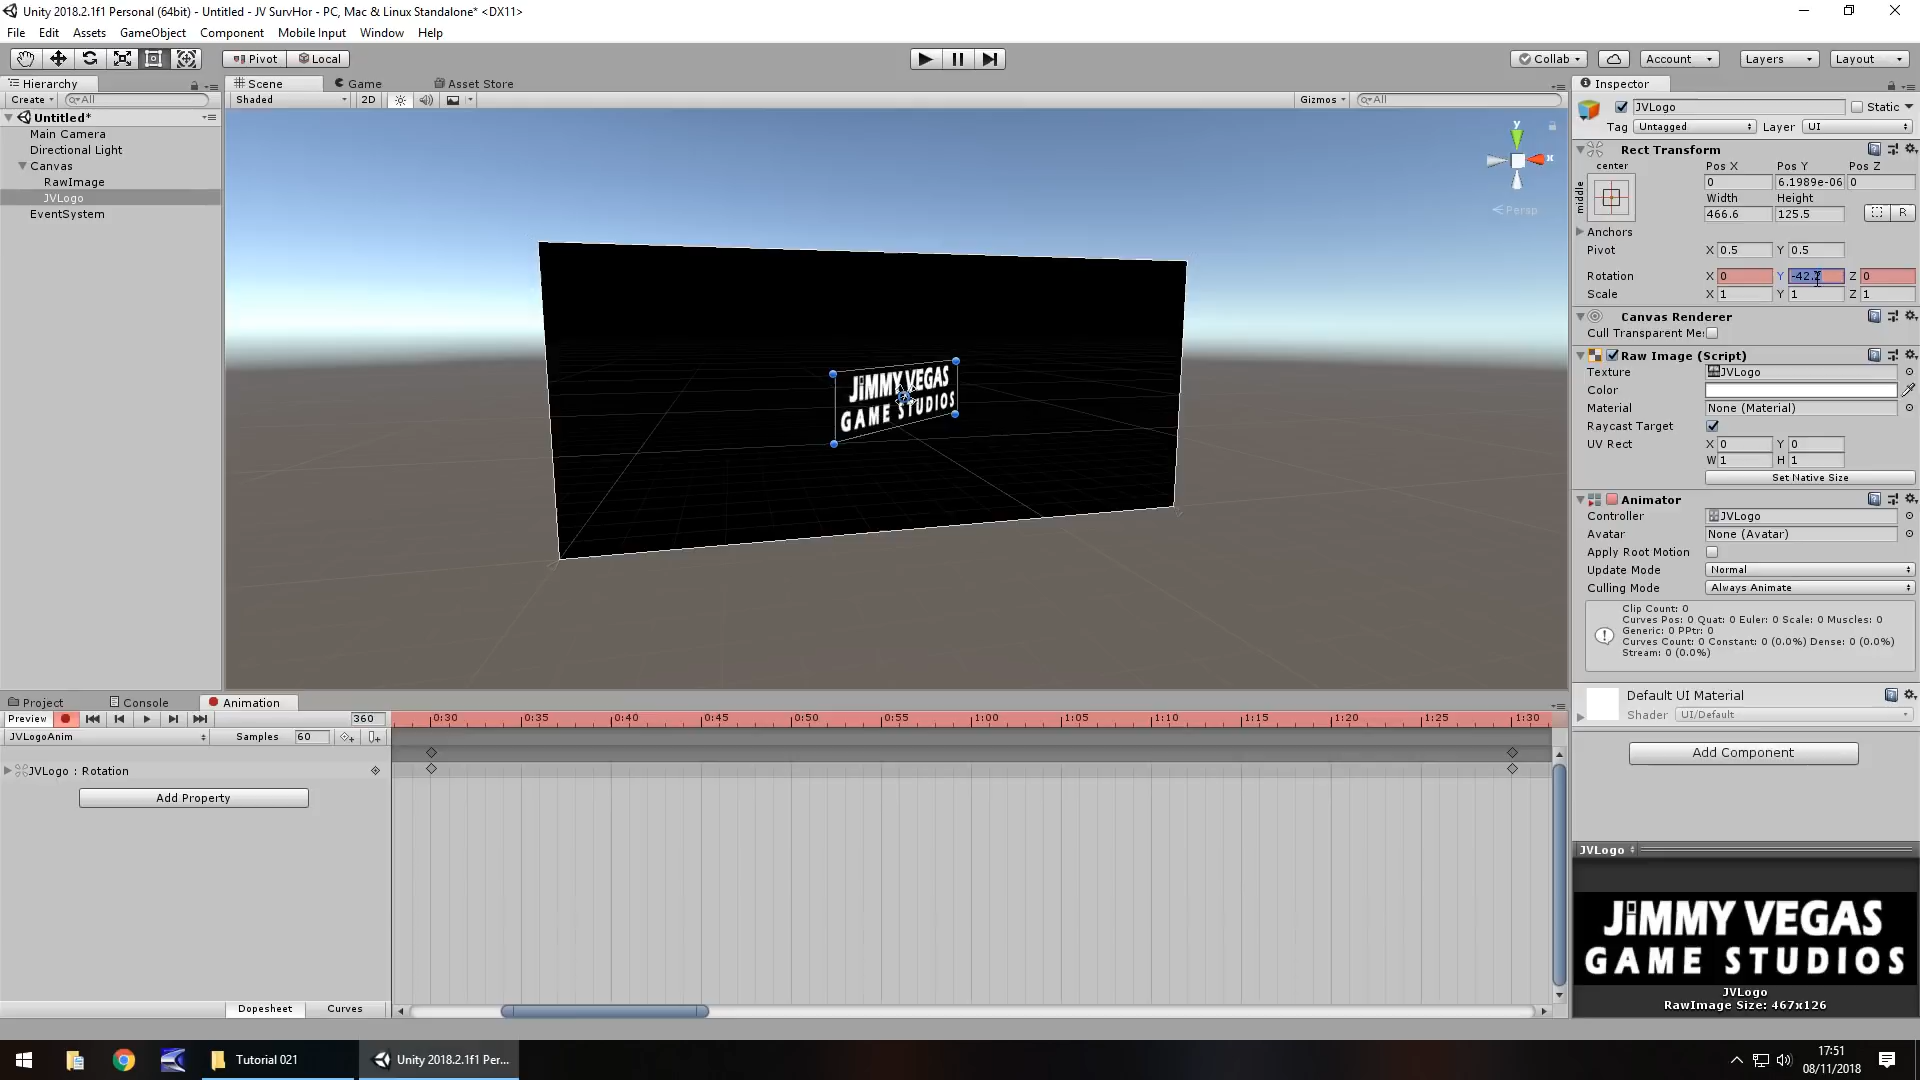 Unity 2018.2.1f1 Personal (64bit) - Untitled - JV SurvHor - PC, Mac & Linux Standalone* <DX11>
File Edit Assets GameObject Component Mobile Input Window Help
Pivot Local Collab Account Layers Layout
Hierarchy Scene Game Asset Store Inspector
Create All Shaded 2D Gizmos All
Untitled*
Main Camera
Directional Light
Canvas
RawImage
JVLogo
EventSystem
y
x
Persp
JiMMY VEGAS
GAME STUDIOS
JVLogo Static
Tag Untagged Layer UI
Rect Transform
center Pos X Pos Y Pos Z
middle 0 6.1989e-06 0
Width Height
466.6 125.5 R
Anchors
Pivot X 0.5 Y 0.5
Rotation X 0 Y -42.2 Z 0
Scale X 1 Y 1 Z 1
Canvas Renderer
Cull Transparent Me:
Raw Image (Script)
Texture JVLogo
Color
Material None (Material)
Raycast Target
UV Rect X 0 Y 0
W 1 H 1
Set Native Size
Animator
Controller JVLogo
Avatar None (Avatar)
Apply Root Motion
Update Mode Normal
Culling Mode Always Animate
Clip Count: 0
Curves Pos: 0 Quat: 0 Euler: 0 Scale: 0 Muscles: 0
Generic: 0 PPtr: 0
Curves Count: 0 Constant: 0 (0.0%) Dense: 0 (0.0%)
Stream: 0 (0.0%)
Default UI Material
Shader UI/Default
Add Component
JVLogo
JiMMY VEGAS
GAME STUDIOS
JVLogo
RawImage Size: 467x126
Project Console Animation
Preview 360 0:30 0:35 0:40 0:45 0:50 0:55 1:00 1:05 1:10 1:15 1:20 1:25 1:30
JVLogoAnim Samples 60
JVLogo : Rotation
Add Property
Dopesheet Curves
Tutorial 021 Unity 2018.2.1f1 Per...
17:51
08/11/2018